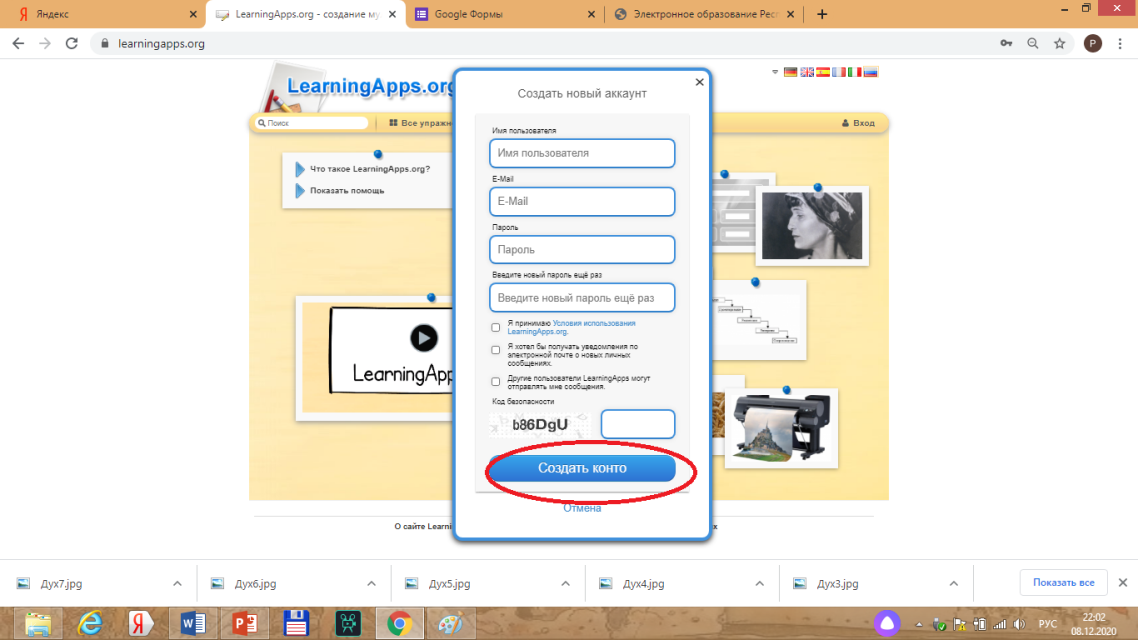 Яндекс
LearningApps.org - создание му
Google Формы
Электронное образование Рес
learningapps.org
P
LearningApps.org
Создать новый аккаунт
Поиск
Все упражн
Вход
Что такое LearningApps.org?
Показать помощь
LearningApp
Имя пользователя
Имя пользователя
E-Mail
E-Mail
Пароль
Пароль
Введите новый пароль ещё раз
Введите новый пароль ещё раз
Я принимаю Условия использования
LearningApps.org.
Я хотел бы получать уведомления по
электронной почте о новых личных
сообщениях.
Другие пользователи LearningApps могут
отправлять мне сообщения.
Код безопасности
b86DgU
Создать конто
Отмена
О сайте Learni
х
Дух7.jpg
Дух6.jpg
Дух5.jpg
Дух4.jpg
Дух3.jpg
Показать все
РУС
22:02
08.12.2020